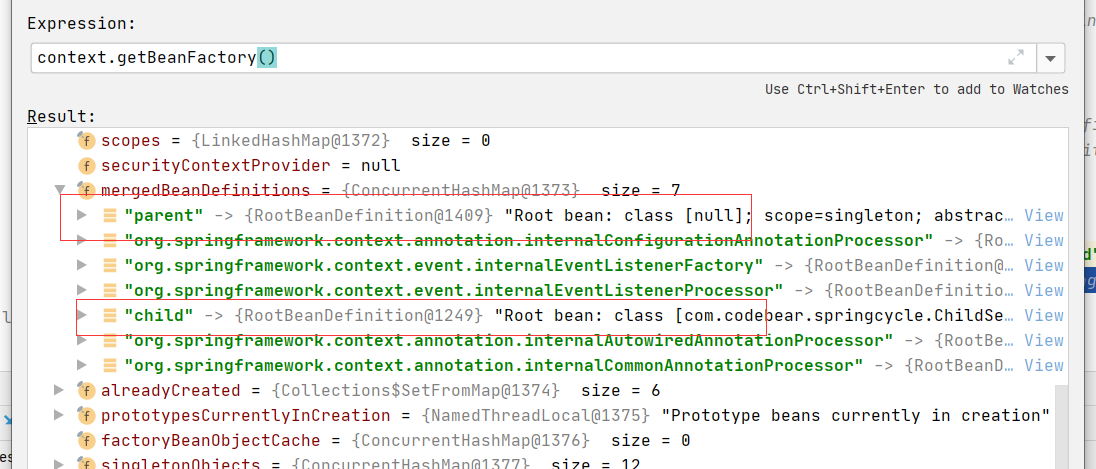 Expression:
context.getBeanFactory()
Use Ctrl+Shift+Enter to add to Watches
Result:
scopes = {LinkedHashMap@1372} size = 0
securityContextProvider = null
mergedBeanDefinitions = {ConcurrentHashMap@1373} size = 7
"parent" -> {RootBeanDefinition@1409} "Root bean: class [null]; scope=singleton; abstrac… View
"org.springframework.context.annotation.internalConfigurationAnnotationProcessor" -> {Ro… View
"org.springframework.context.event.internalEventListenerFactory" -> {RootBeanDefinition@… View
"org.springframework.context.event.internalEventListenerProcessor" -> {RootBeanDefinitio… View
"child" -> {RootBeanDefinition@1249} "Root bean: class [com.codebear.springcycle.ChildSe… View
"org.springframework.context.annotation.internalAutowiredAnnotationProcessor" -> {RootBe… View
"org.springframework.context.annotation.internalCommonAnnotationProcessor" -> {RootBeanD… View
alreadyCreated = {Collections$SetFromMap@1374} size = 6
prototypesCurrentlyInCreation = {NamedThreadLocal@1375} "Prototype beans currently in creation"
factoryBeanObjectCache = {ConcurrentHashMap@1376} size = 0
singletonObjects = {ConcurrentHashMap@1377} size = 12